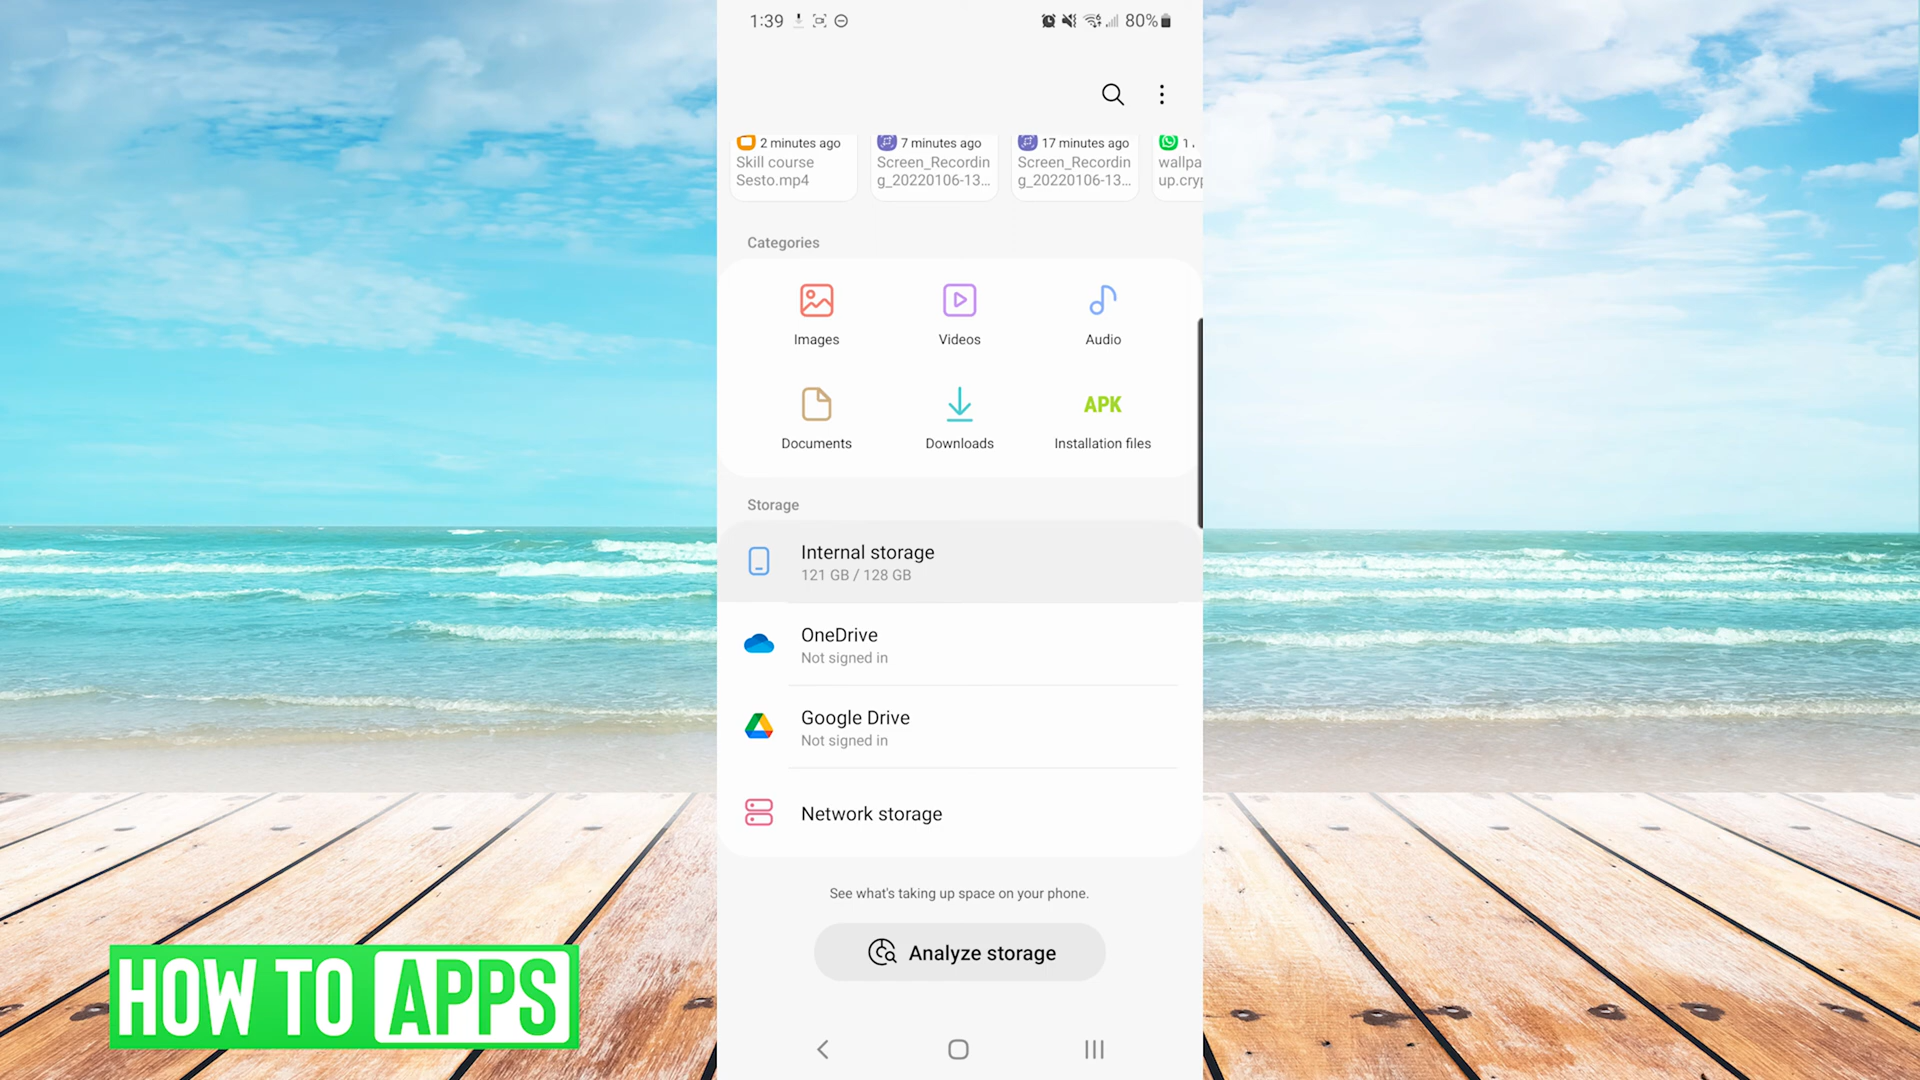 1:39
80%
2 minutes ago
Skill course
Sesto.mp4
7 minutes ago
Screen_Recordin
g_20220106-13...
17 minutes ago
Screen_Recordin
g_20220106-13...
wallpa
up.cryp
Categories
Images
Videos
Audio
APK
Documents
Downloads
Installation files
Storage
Internal storage
121 GB / 128 GB
OneDrive
Not signed in
Google Drive
Not signed in
Network storage
See what's taking up space on your phone.
Analyze storage
HOW TO APPS